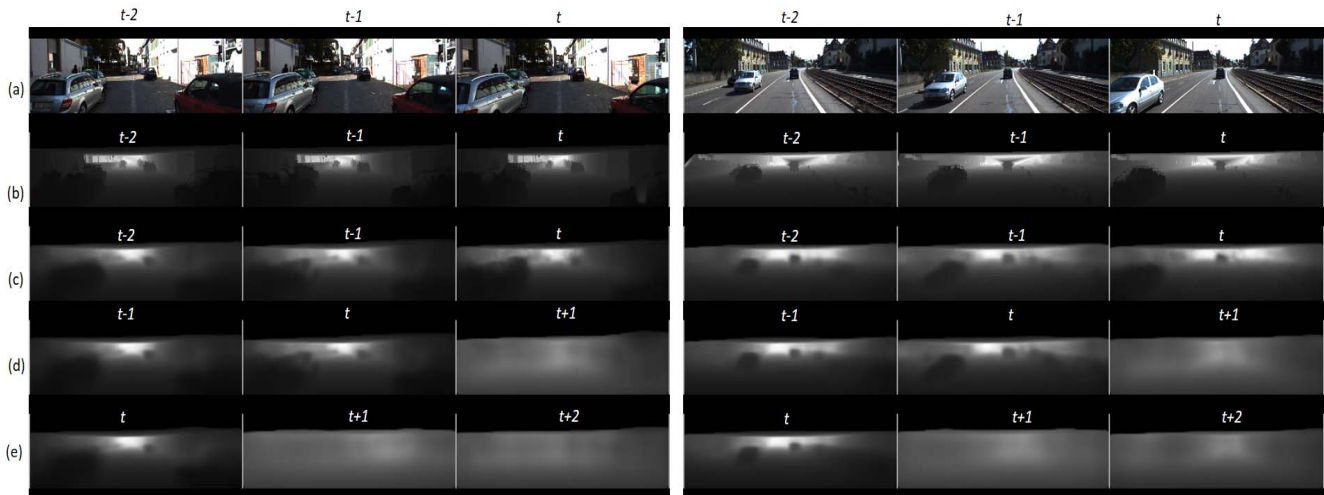 t-2 t-1 t t-2 t-1 t
(a)
t-2 t-1 t t-2 t-1 t
(b)
t-2 t-1 t t-2 t-1 t
(c)
t-1 t t+1 t-1 t t+1
(d)
t t+1 t+2 t t+1 t+2
(e)